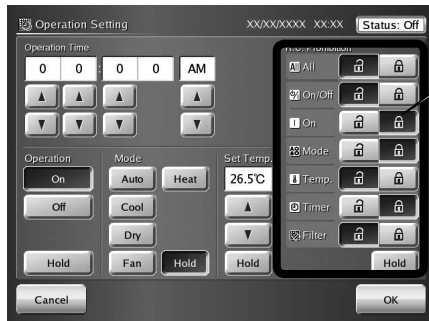 Operation Setting
XX/XX/XXXX XX:XX
Status: Off
Operation Time
R.C. Prohibition
0 0 : 0 0 AM
All
On/Off
On
Mode
Temp.
Timer
Filter
Hold
Operation
On
Off
Hold
Mode
Auto Heat
Cool
Dry
Fan Hold
Set Temp.
26.5℃
Hold
Cancel
OK